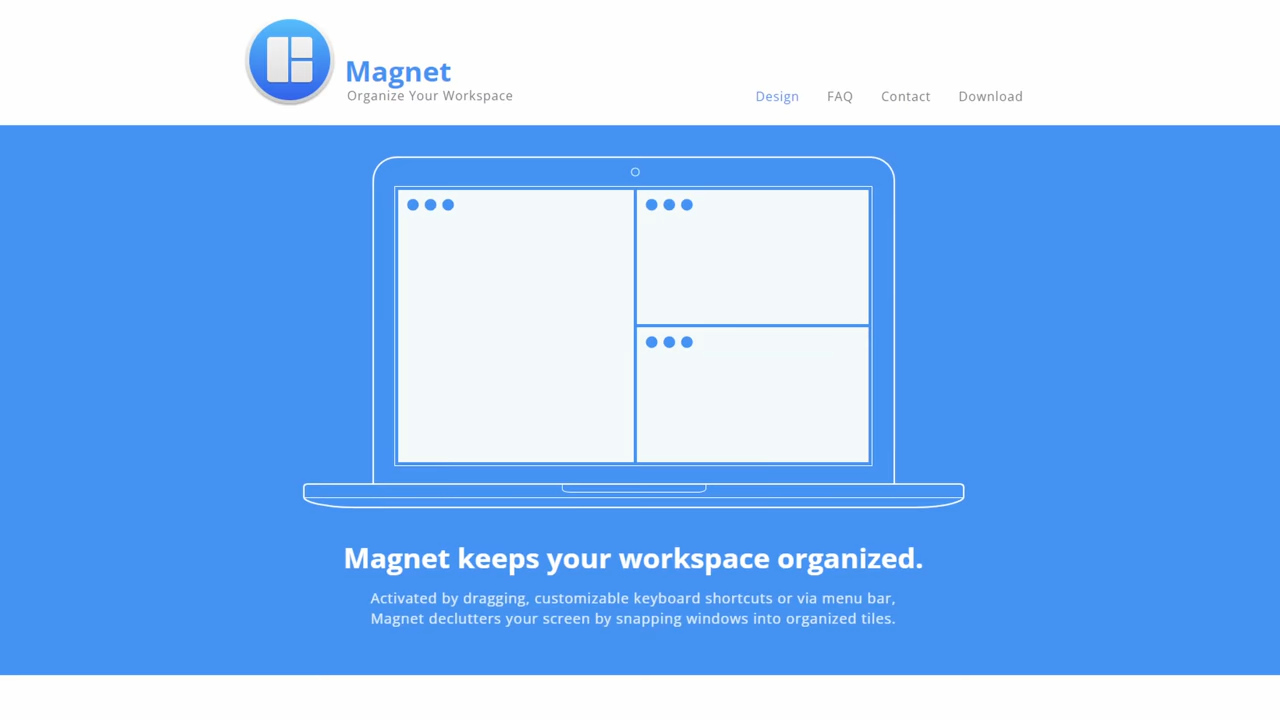 Magnet
Organize Your Workspace
Design FAQ Contact Download
Magnet keeps your workspace organized.
Activated by dragging, customizable keyboard shortcuts or via menu bar,
Magnet declutters your screen by snapping windows into organized tiles.